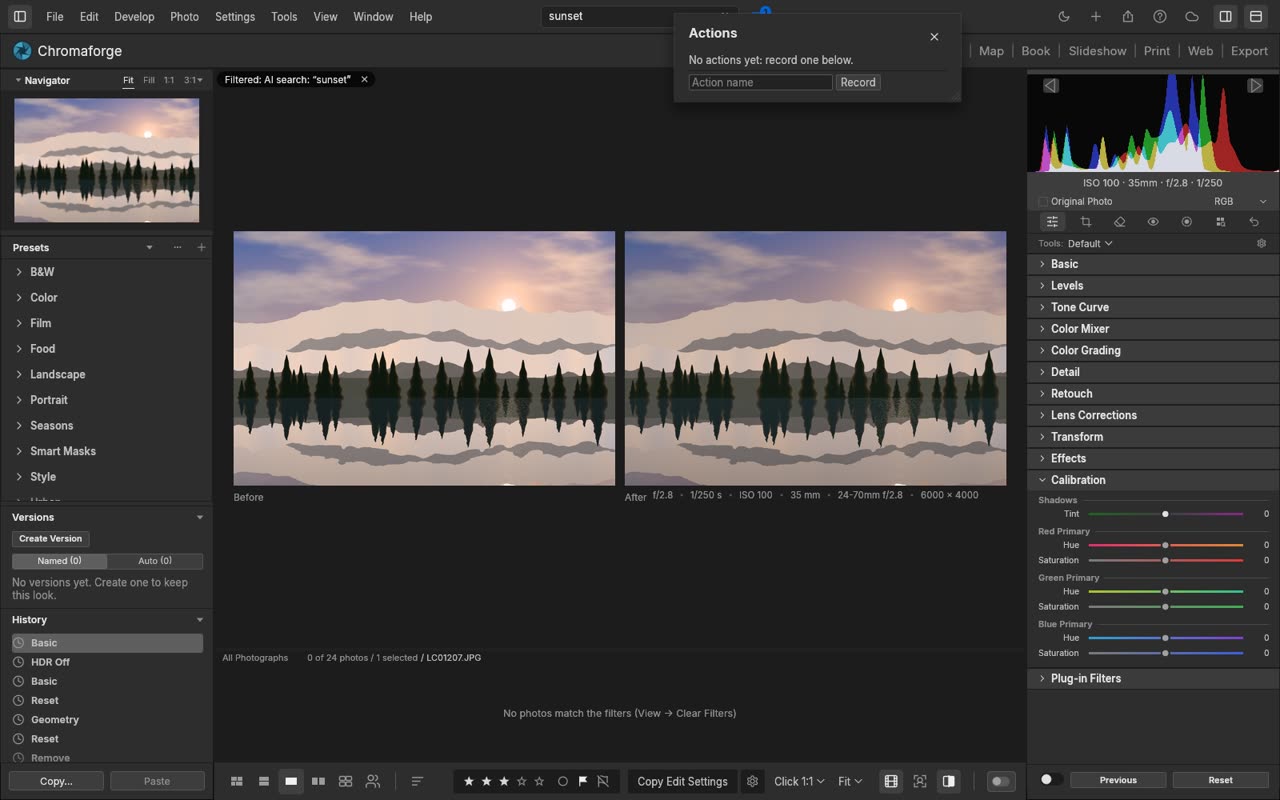 File Edit Develop Photo Settings Tools View Window Help
sunset
Chromaforge
Map Book Slideshow Print Web Export
Actions
No actions yet: record one below.
Action name Record
Navigator Fit Fill 1:1 3:1
Filtered: AI search: “sunset”
Presets
B&W
Color
Film
Food
Landscape
Portrait
Seasons
Smart Masks
Style
Versions
Create Version
Named (0) Auto (0)
No versions yet. Create one to keep
this look.
History
Basic
HDR Off
Basic
Reset
Geometry
Reset
Remove
Copy... Paste
Before
After f/2.8 • 1/250 s • ISO 100 • 35 mm • 24-70mm f/2.8 • 6000 × 4000
All Photographs 0 of 24 photos / 1 selected / LC01207.JPG
No photos match the filters (View → Clear Filters)
Copy Edit Settings Click 1:1 Fit
ISO 100 · 35mm · f/2.8 · 1/250
Original Photo RGB
Tools: Default
Basic
Levels
Tone Curve
Color Mixer
Color Grading
Detail
Retouch
Lens Corrections
Transform
Effects
Calibration
Shadows
Tint 0
Red Primary
Hue 0
Saturation 0
Green Primary
Hue 0
Saturation 0
Blue Primary
Hue 0
Saturation 0
Plug-in Filters
Previous Reset